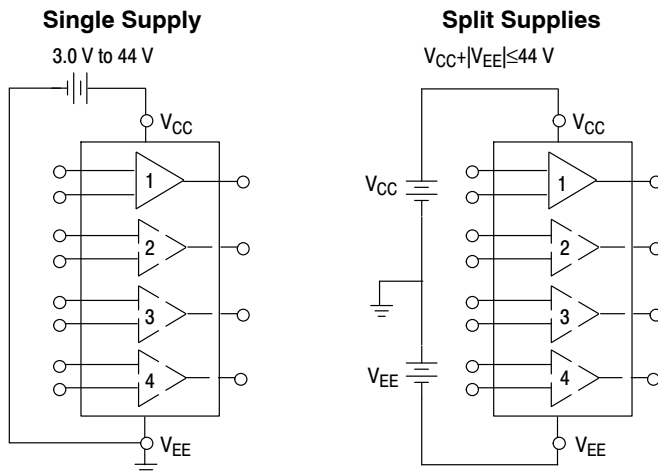 Single Supply
3.0 V to 44 V
VCC
1
2
3
4
VEE
Split Supplies
VCC+|VEE|≤44 V
VCC
VCC
1
2
3
4
VEE
VEE